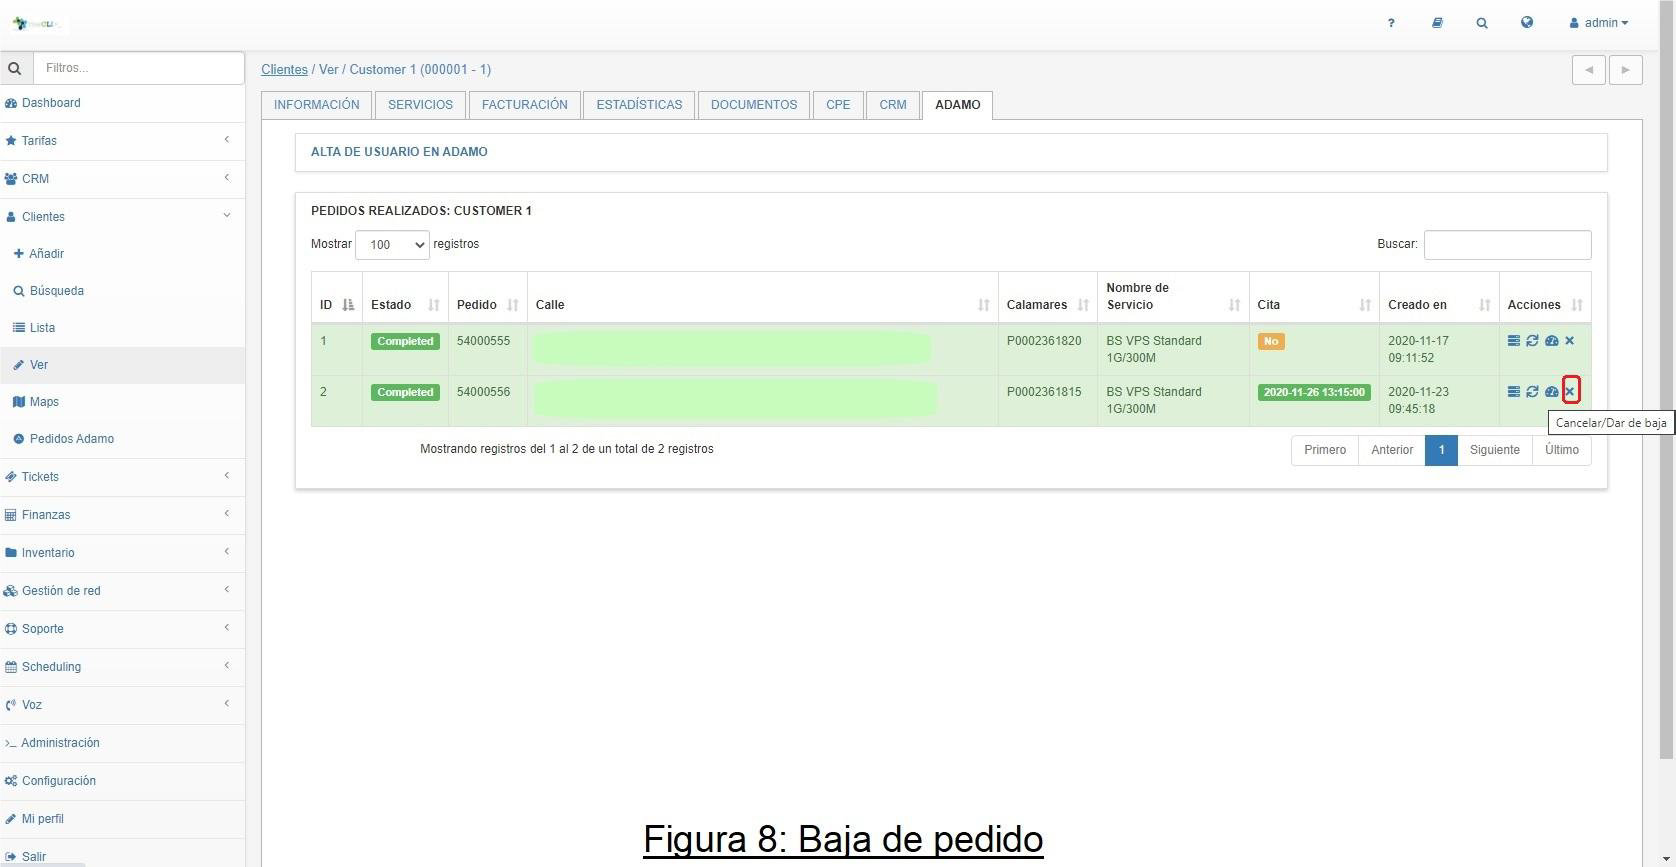 ? admin
Filtros...
Clientes / Ver / Customer 1 (000001 - 1)
Dashboard
Tarifas
CRM
Clientes
Añadir
Búsqueda
Lista
Ver
Maps
Pedidos Adamo
Tickets
Finanzas
Inventario
Gestión de red
Soporte
Scheduling
Voz
Administración
Configuración
Mi perfil
Salir
INFORMACIÓN SERVICIOS FACTURACIÓN ESTADÍSTICAS DOCUMENTOS CPE CRM ADAMO
ALTA DE USUARIO EN ADAMO
PEDIDOS REALIZADOS: CUSTOMER 1
Mostrar 100 registros Buscar:
ID Estado Pedido Calle Calamares Nombre de Servicio Cita Creado en Acciones
1 Completed 54000555 P0002361820 BS VPS Standard 1G/300M No 2020-11-17 09:11:52
2 Completed 54000556 P0002361815 BS VPS Standard 1G/300M 2020-11-26 13:15:00 2020-11-23 09:45:18
Cancelar/Dar de baja
Mostrando registros del 1 al 2 de un total de 2 registros
Primero Anterior 1 Siguiente Último
Figura 8: Baja de pedido